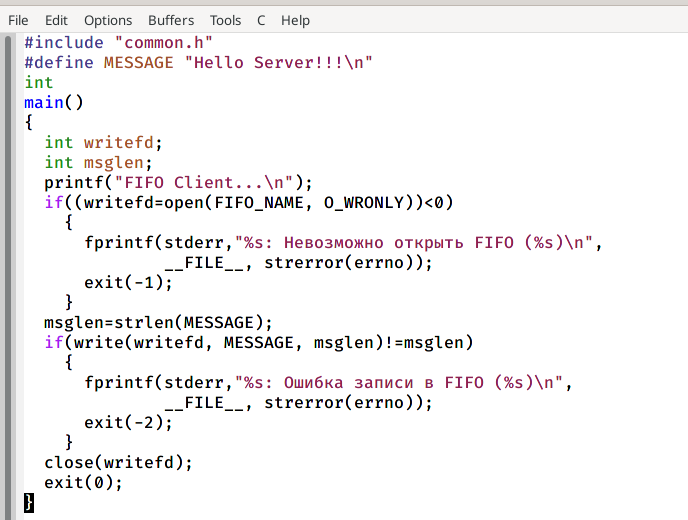 File Edit Options Buffers Tools C Help
#include "common.h"
#define MESSAGE "Hello Server!!!\n"
int
main()
{
  int writefd;
  int msglen;
  printf("FIFO Client...\n");
  if((writefd=open(FIFO_NAME, O_WRONLY))<0)
    {
      fprintf(stderr,"%s: Невозможно открыть FIFO (%s)\n",
              __FILE__, strerror(errno));
      exit(-1);
    }
  msglen=strlen(MESSAGE);
  if(write(writefd, MESSAGE, msglen)!=msglen)
    {
      fprintf(stderr,"%s: Ошибка записи в FIFO (%s)\n",
              __FILE__, strerror(errno));
      exit(-2);
    }
  close(writefd);
  exit(0);
}